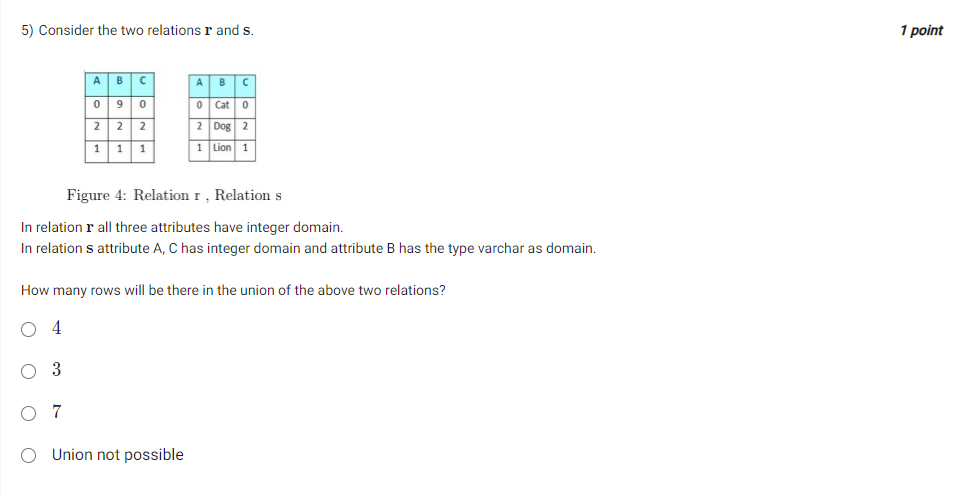 5) Consider the two relations r and s.
1 point
A B C
0 9 0
2 2 2
1 1 1
A B C
0 Cat 0
2 Dog 2
1 Lion 1
Figure 4: Relation r , Relation s
In relation r all three attributes have integer domain.
In relation s attribute A, C has integer domain and attribute B has the type varchar as domain.
How many rows will be there in the union of the above two relations?
4
3
7
Union not possible